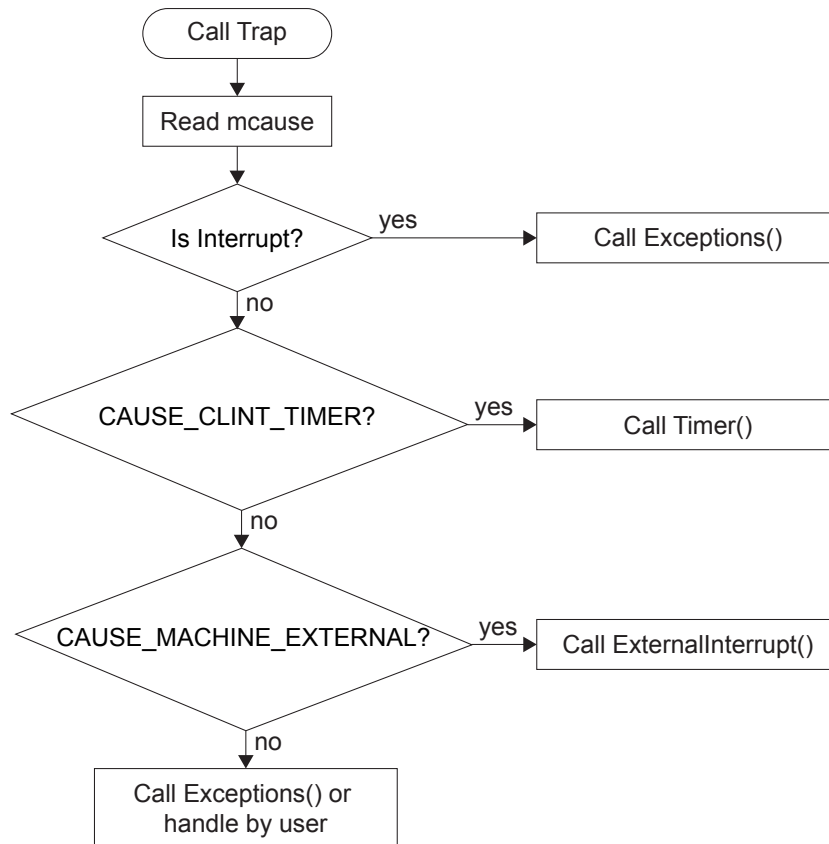 Call Trap
Read mcause
Is Interrupt?
yes
Call Exceptions()
no
CAUSE_CLINT_TIMER?
yes
Call Timer()
no
CAUSE_MACHINE_EXTERNAL?
yes
Call ExternalInterrupt()
no
Call Exceptions() or
handle by user